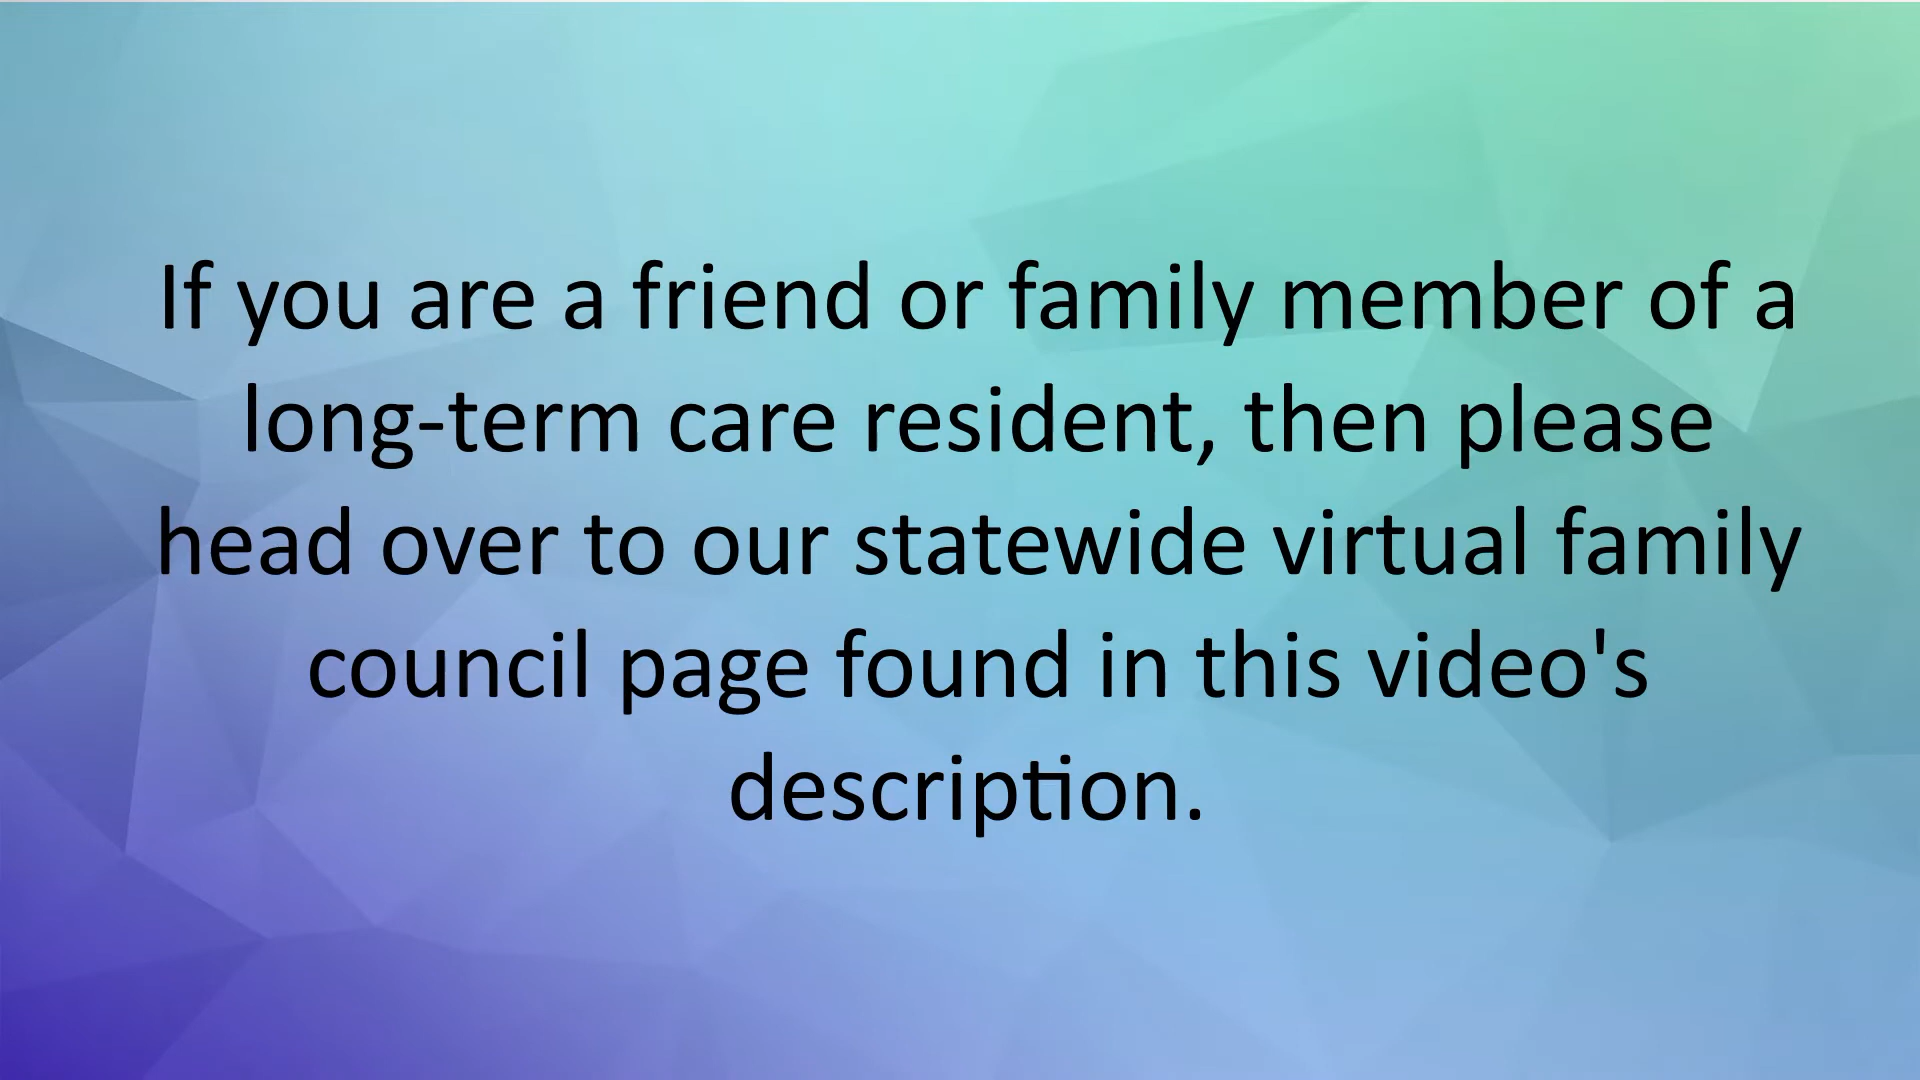 If you are a friend or family member of a
long-term care resident, then please
head over to our statewide virtual family
council page found in this video's
description.